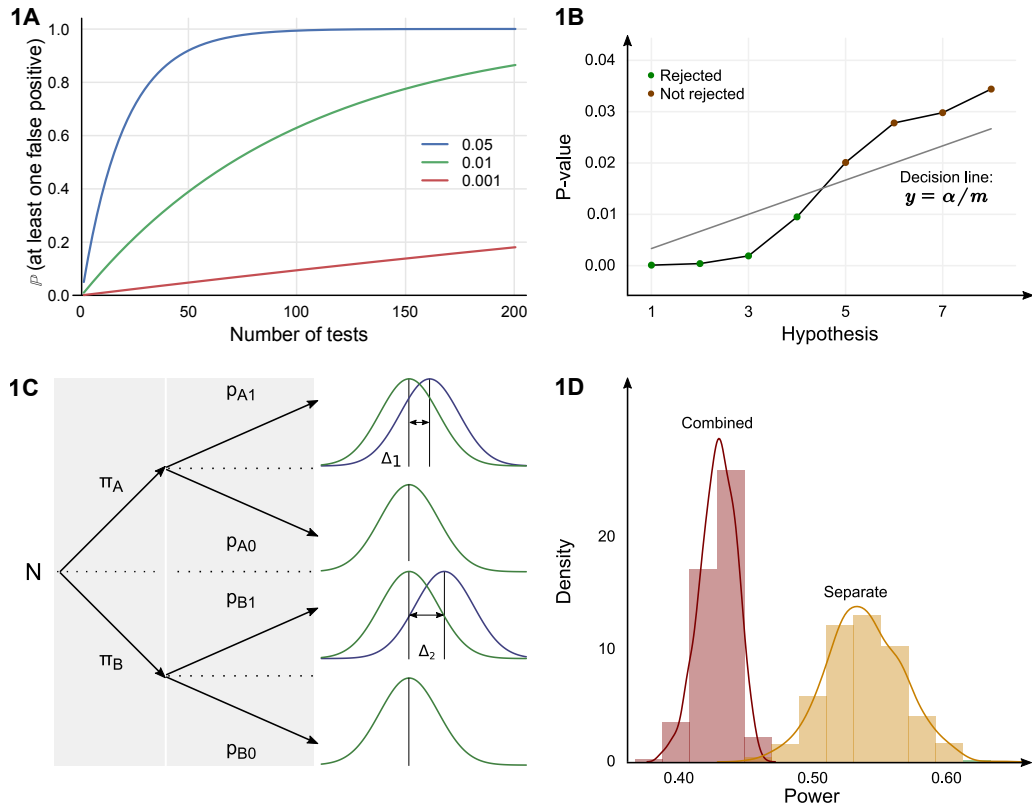 1A
ℙ (at least one false positive)
1.0
0.8
0.6
0.4
0.2
0.0
0.05
0.01
0.001
0
50
100
150
200
Number of tests
1B
P-value
0.04
0.03
0.02
0.01
0.00
Rejected
Not rejected
Decision line:
y = α/m
1
3
5
7
Hypothesis
1C
N
π_A
π_B
p_A1
p_A0
p_B1
p_B0
Δ_1
Δ_2
1D
Density
20
10
0
Combined
Separate
0.40
0.50
0.60
Power